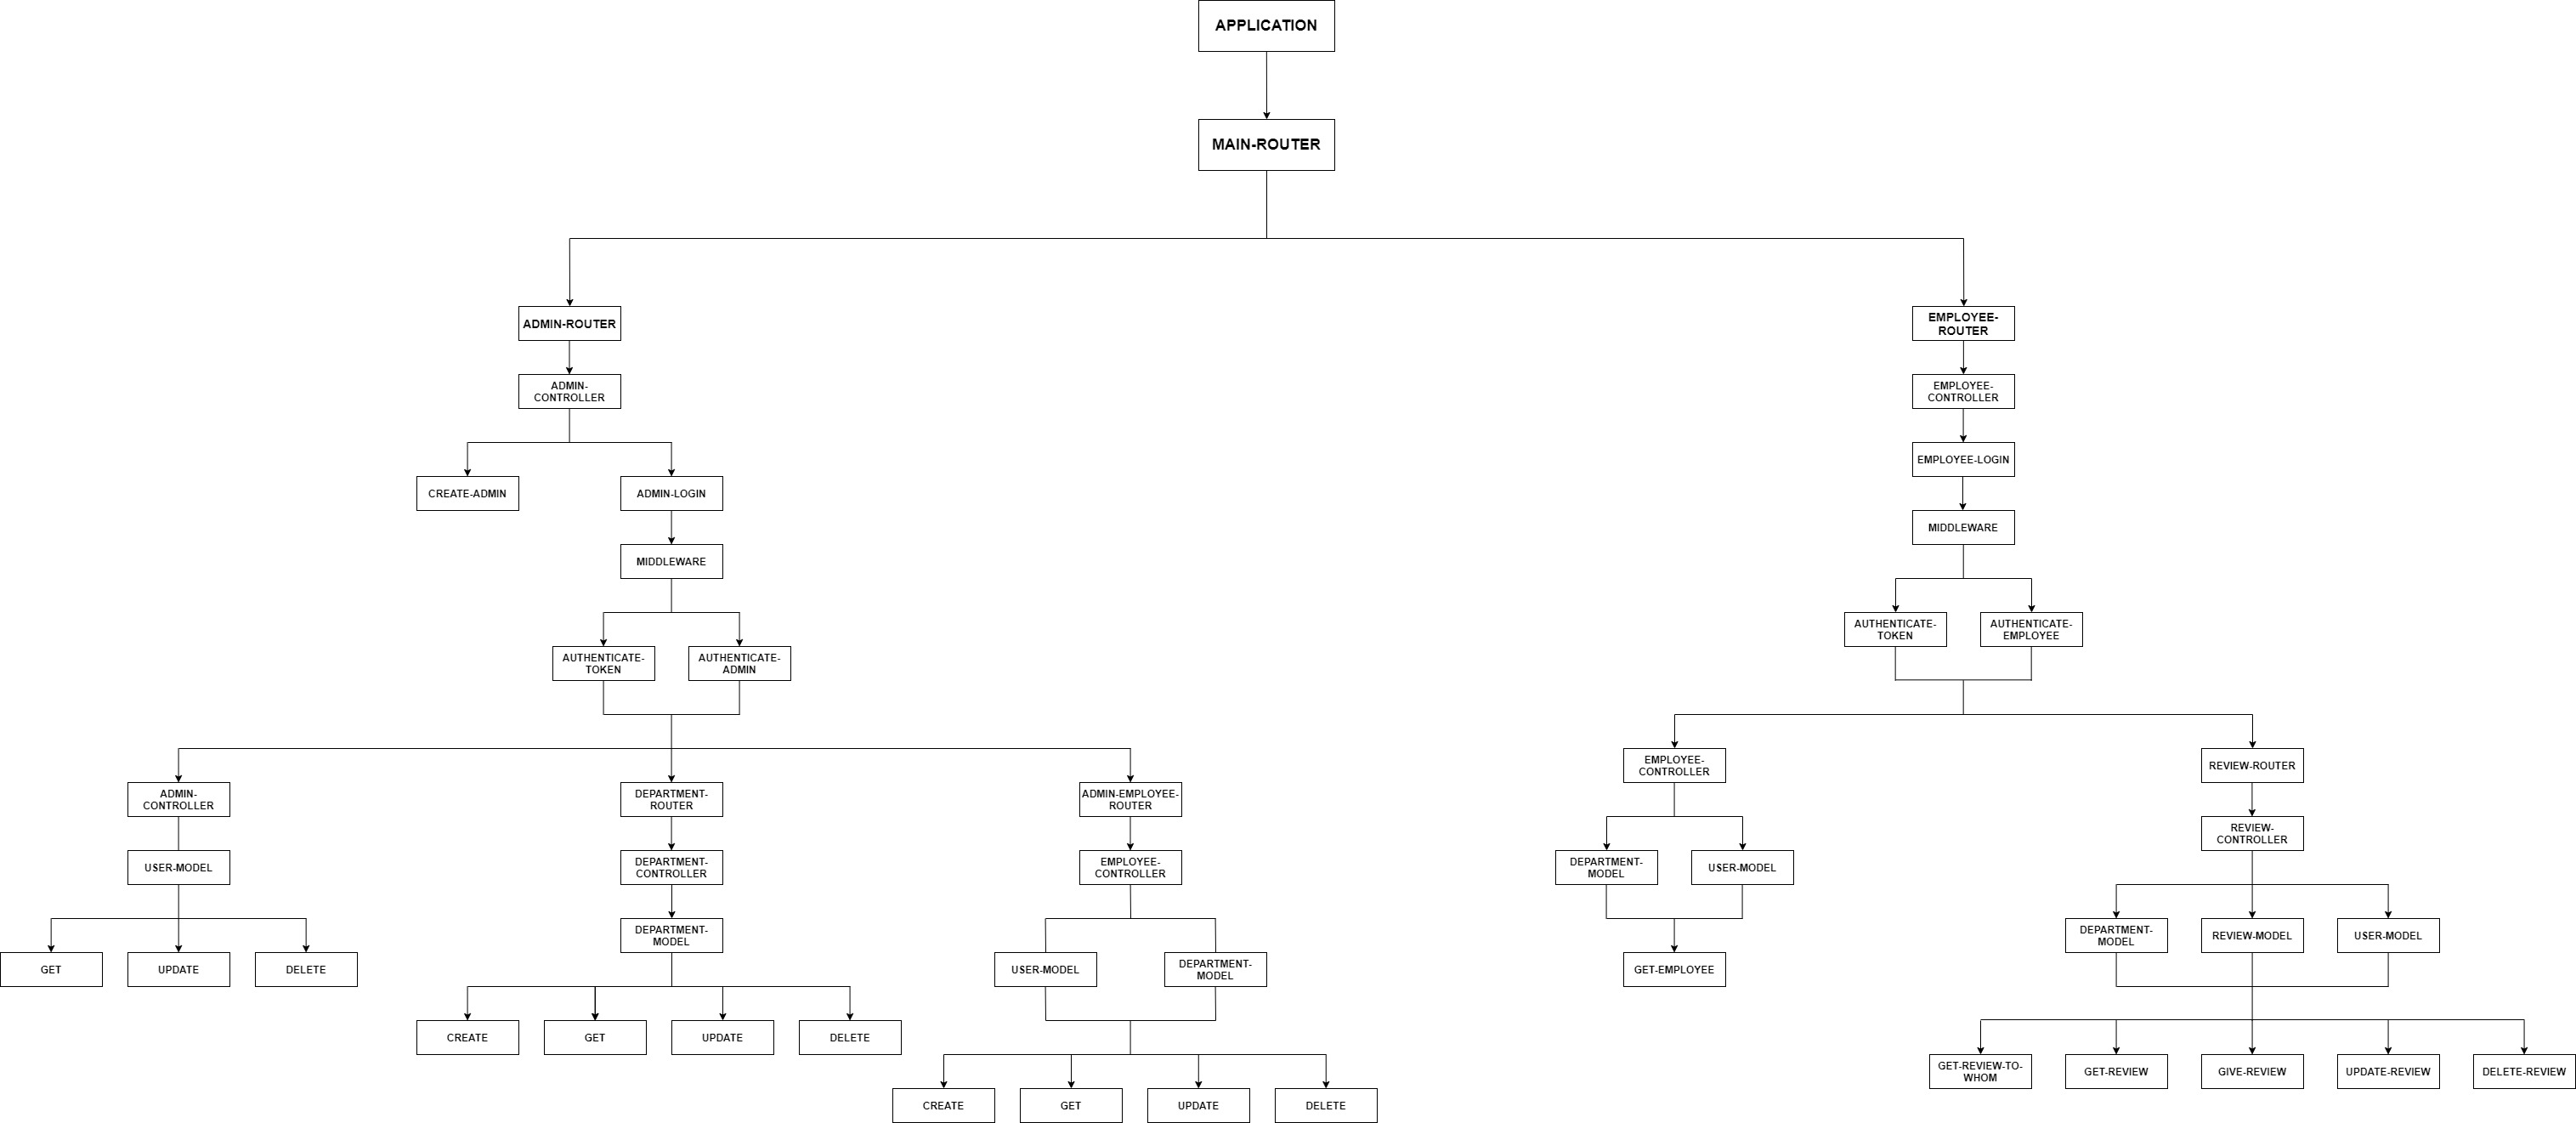 APPLICATION
MAIN-ROUTER
ADMIN-ROUTER
EMPLOYEE-
ROUTER
ADMIN-
CONTROLLER
EMPLOYEE-
CONTROLLER
CREATE-ADMIN
ADMIN-LOGIN
EMPLOYEE-LOGIN
MIDDLEWARE
MIDDLEWARE
AUTHENTICATE-
TOKEN
AUTHENTICATE-
ADMIN
AUTHENTICATE-
TOKEN
AUTHENTICATE-
EMPLOYEE
ADMIN-
CONTROLLER
DEPARTMENT-
ROUTER
ADMIN-EMPLOYEE-
ROUTER
EMPLOYEE-
CONTROLLER
REVIEW-ROUTER
USER-MODEL
DEPARTMENT-
CONTROLLER
EMPLOYEE-
CONTROLLER
DEPARTMENT-
MODEL
USER-MODEL
REVIEW-
CONTROLLER
GET
UPDATE
DELETE
DEPARTMENT-
MODEL
USER-MODEL
DEPARTMENT-
MODEL
GET-EMPLOYEE
DEPARTMENT-
MODEL
REVIEW-MODEL
USER-MODEL
CREATE
GET
UPDATE
DELETE
CREATE
GET
UPDATE
DELETE
GET-REVIEW-TO-
WHOM
GET-REVIEW
GIVE-REVIEW
UPDATE-REVIEW
DELETE-REVIEW